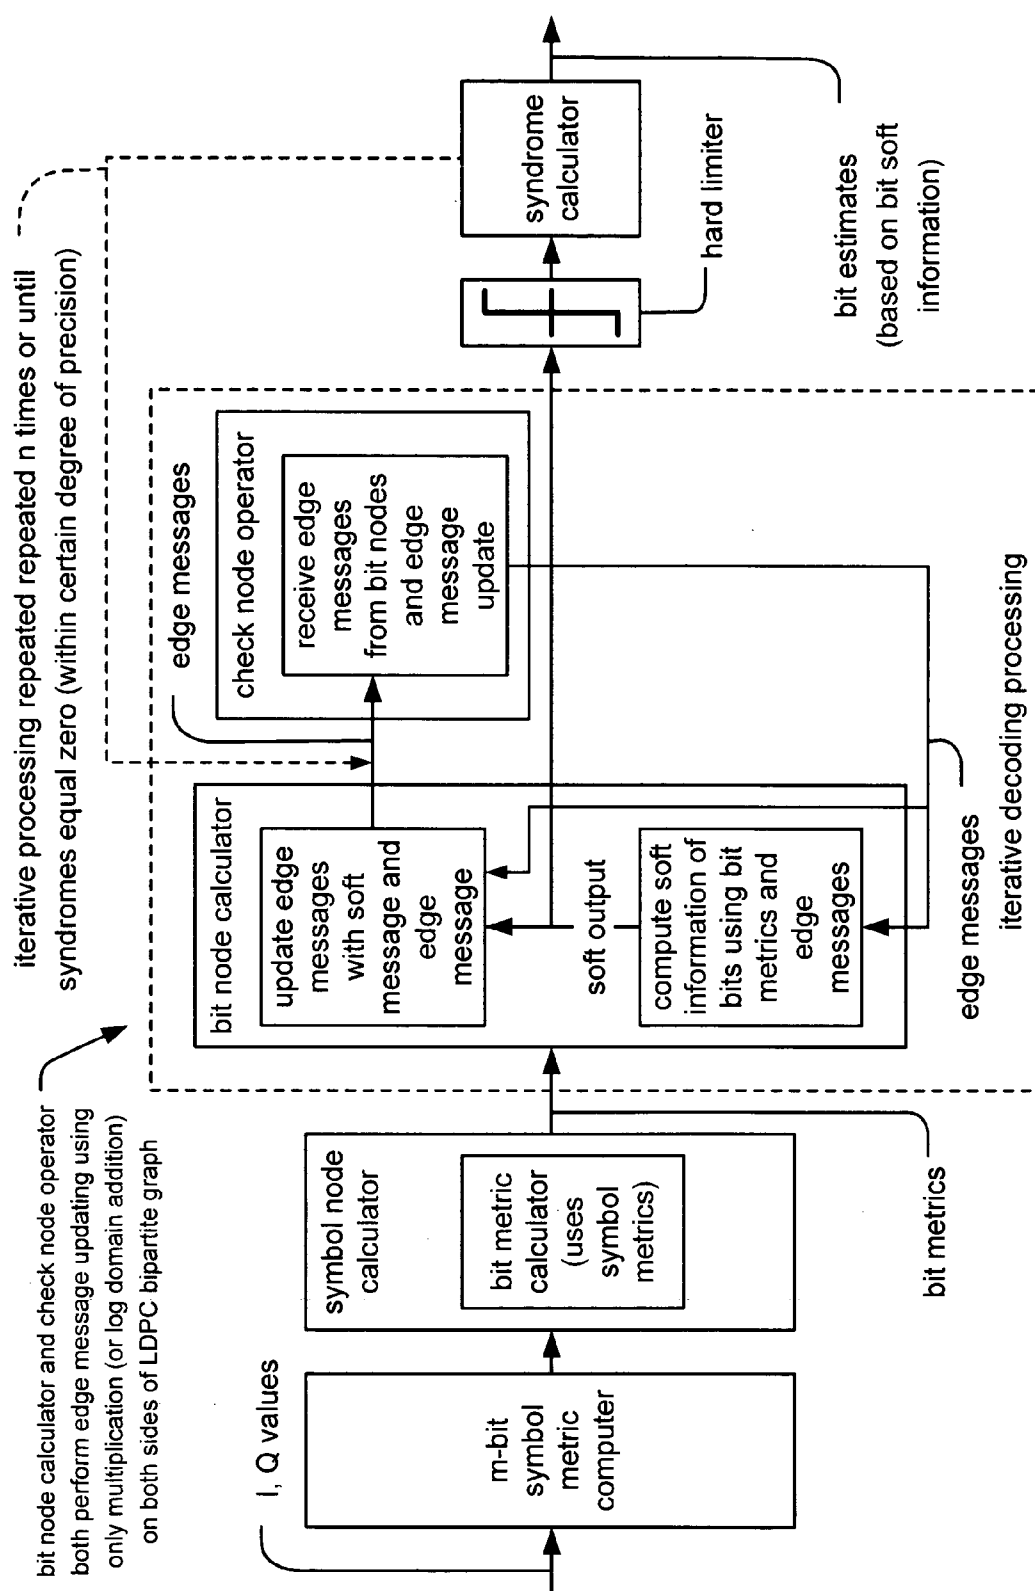 iterative processing repeated repeated n times or until
syndromes equal zero (within certain degree of precision)
bit node calculator and check node operator
both perform edge message updating using
only multiplication (or log domain addition)
on both sides of LDPC bipartite graph
I, Q values
m-bit
symbol
metric
computer
symbol node
calculator
bit metric
calculator
(uses
symbol
metrics)
bit metrics
bit node calculator
update edge
messages
with soft
message and
edge
message
soft output
compute soft
information of
bits using bit
metrics and
edge
messages
edge messages
check node operator
receive edge
messages
from bit nodes
and edge
message
update
edge messages
iterative decoding processing
hard limiter
syndrome
calculator
bit estimates
(based on bit soft
information)